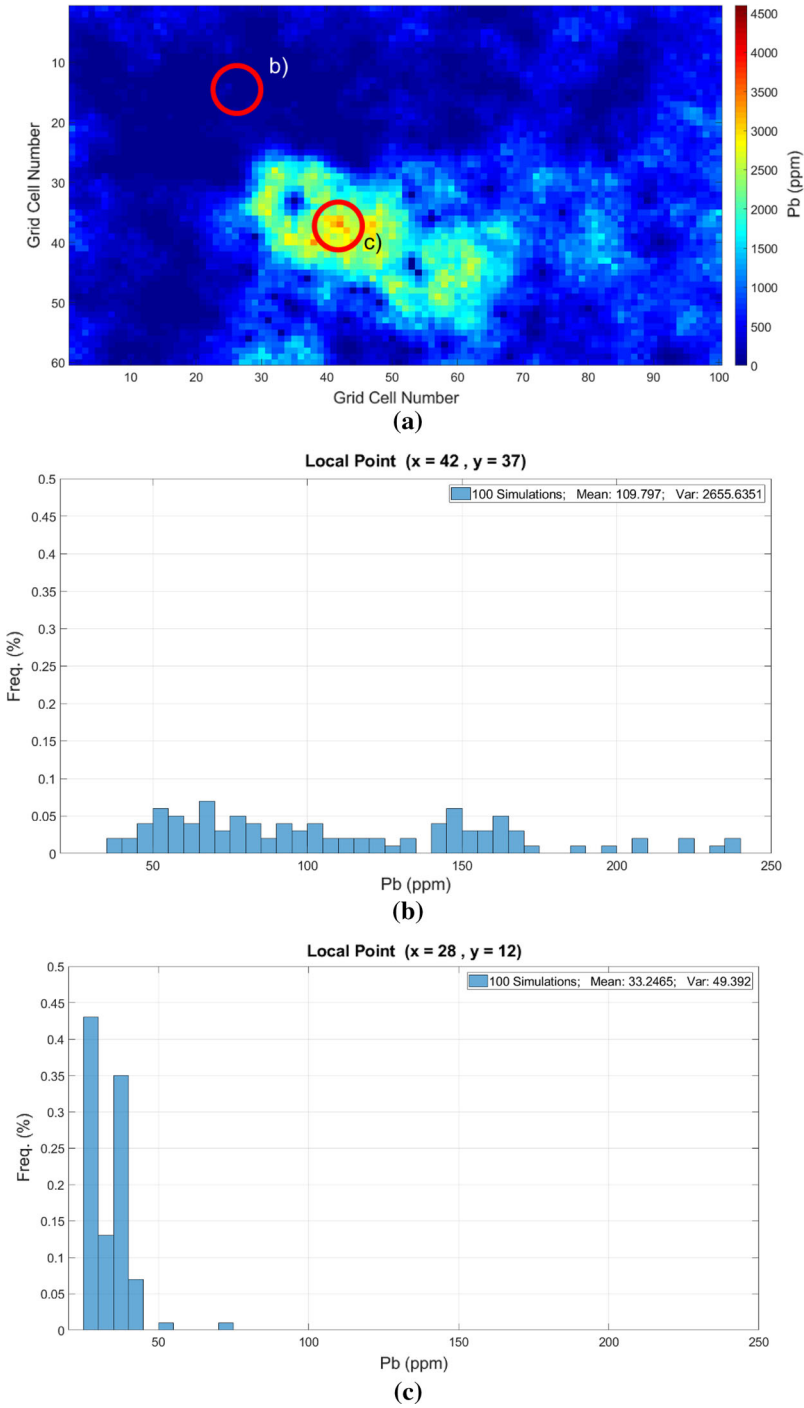 4500
4000
3500
3000
2500
2000
1500
1000
500
0
Pb (ppm)
10
20
30
40
50
60
Grid Cell Number
b)
c)
10 20 30 40 50 60 70 80 90 100
Grid Cell Number
(a)
Local Point (x = 42 , y = 37)
100 Simulations; Mean: 109.797; Var: 2655.6351
0.5
0.45
0.4
0.35
0.3
0.25
0.2
0.15
0.1
0.05
0
Freq. (%)
50 100 150 200 250
Pb (ppm)
(b)
Local Point (x = 28 , y = 12)
100 Simulations; Mean: 33.2465; Var: 49.392
0.5
0.45
0.4
0.35
0.3
0.25
0.2
0.15
0.1
0.05
0
Freq. (%)
50 100 150 200 250
Pb (ppm)
(c)